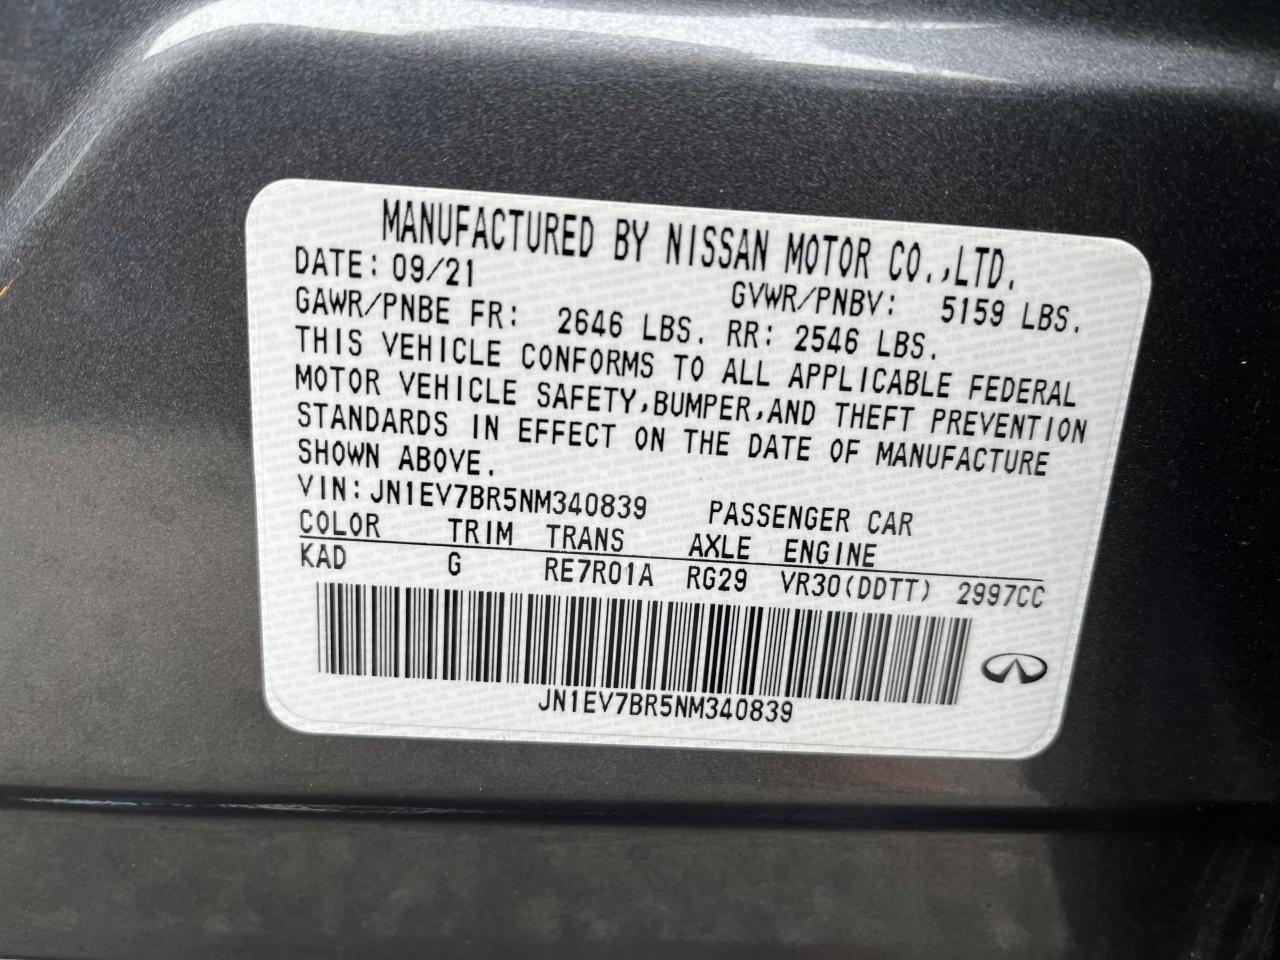 MANUFACTURED BY NISSAN MOTOR CO.,LTD.
DATE: 09/21 GVWR/PNBV: 5159 LBS.
GAWR/PNBE FR: 2646 LBS. RR: 2546 LBS.
THIS VEHICLE CONFORMS TO ALL APPLICABLE FEDERAL
MOTOR VEHICLE SAFETY,BUMPER,AND THEFT PREVENTION
STANDARDS IN EFFECT ON THE DATE OF MANUFACTURE
SHOWN ABOVE.
VIN: JN1EV7BR5NM340839 PASSENGER CAR
COLOR TRIM TRANS AXLE ENGINE
KAD G RE7R01A RG29 VR30(DDTT) 2997CC
JN1EV7BR5NM340839